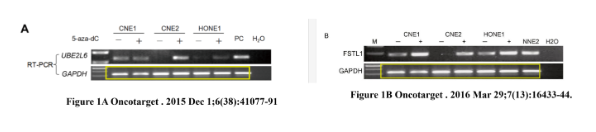 A
CNE1 CNE2 HONE1
5-aza-dC − + − + − + PC H₂O
UBE2L6
RT-PCR
GAPDH
Figure 1A Oncotarget . 2015 Dec 1;6(38):41077-91
B
CNE1 CNE2 HONE1
M − + − + − + NNE2 H2O
FSTL1
GAPDH
Figure 1B Oncotarget . 2016 Mar 29;7(13):16433-44.